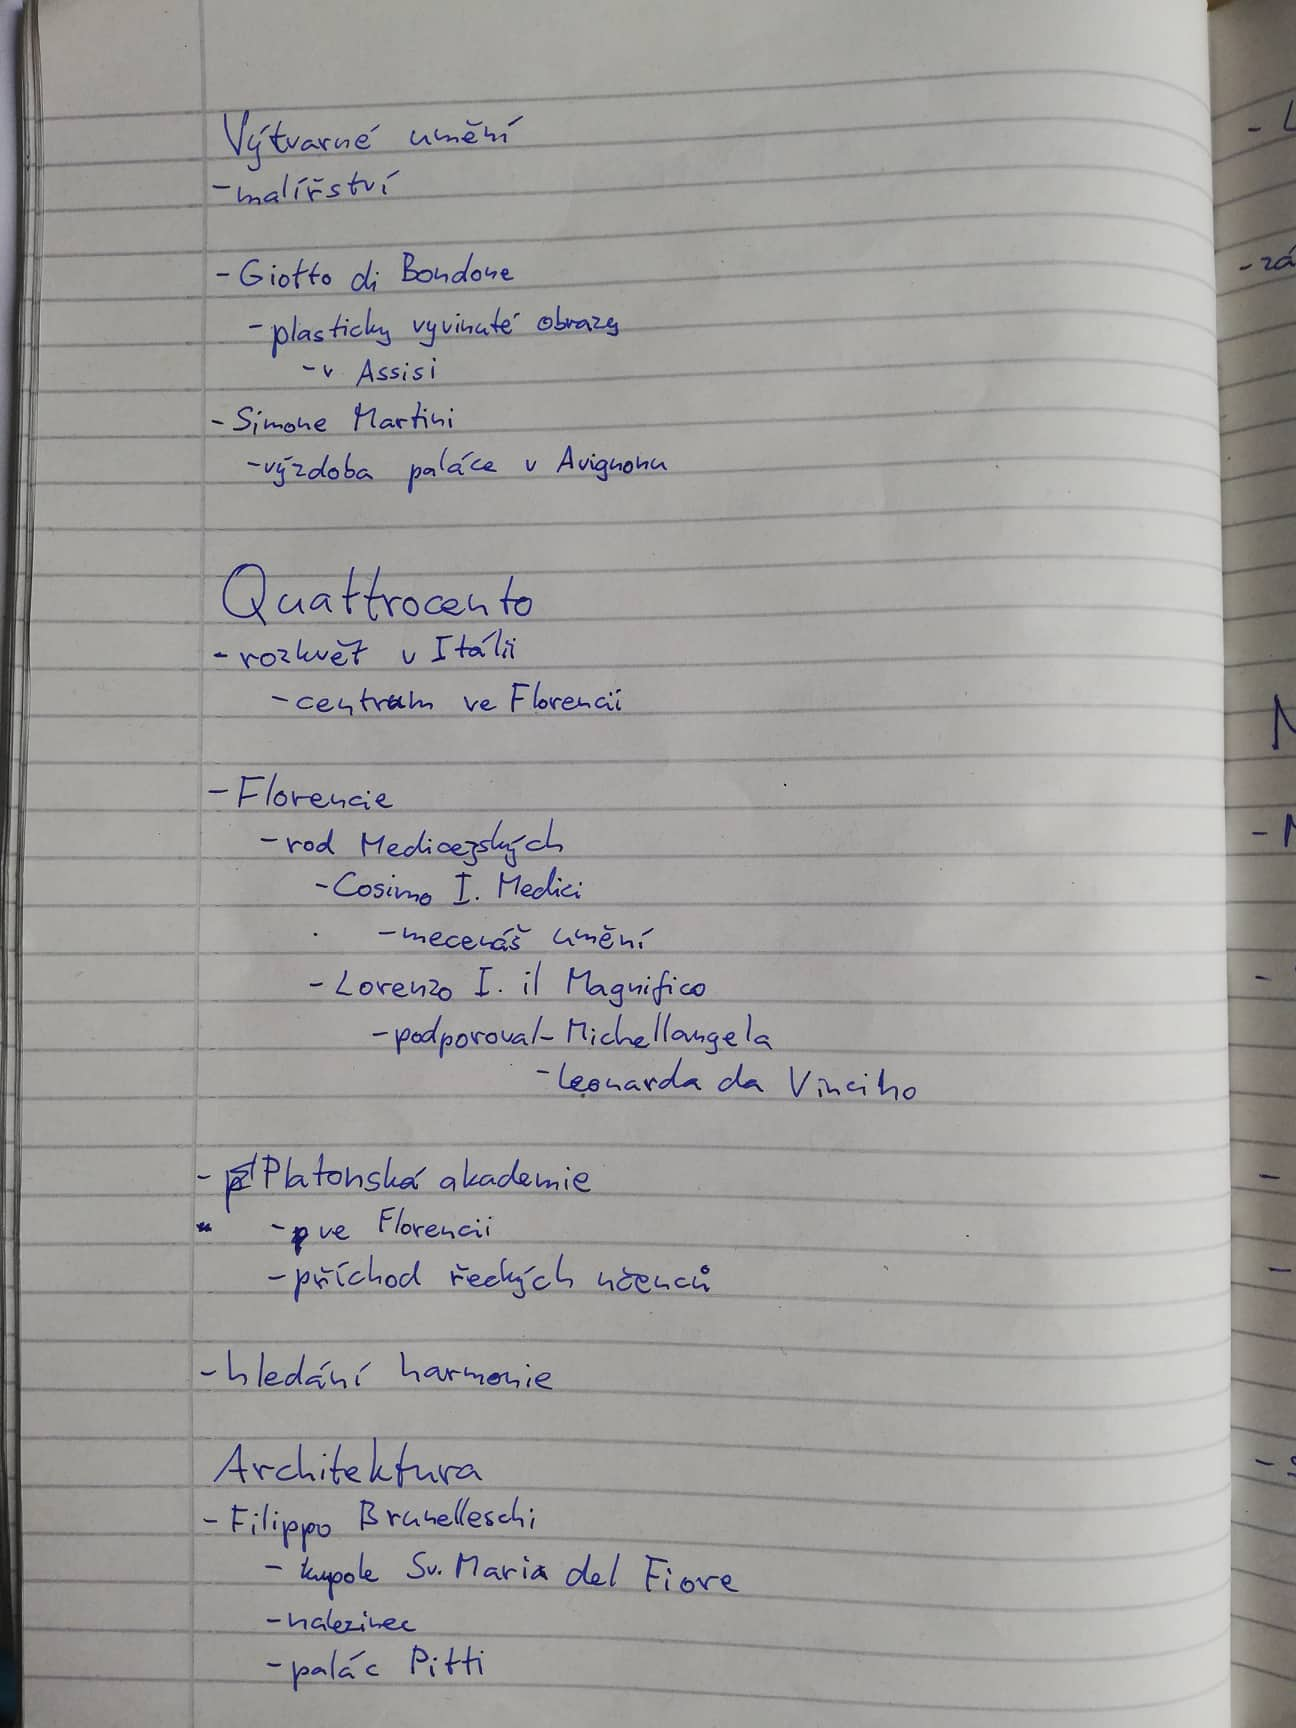 Výtvarné umění
-malířství
-Giotto di Bondone
-plasticky vyvinuté obrazy
-v Assisi
-Simone Martini
-výzdoba paláce v Avignonu
Quattrocento
-rozkvět v Itálii
-centrum ve Florencii
-Florencie
-rod Medicejských
-Cosimo I. Medici
-mecenáš umění
-Lorenzo I. il Magnifico
-podporoval-Michellangela
-Leonarda da Vinciho
-Platonská akademie
-ve Florencii
-příchod řeckých učenců
-hledání harmonie
Architektura
-Filippo Brunelleschi
-kupole Sv. Maria del Fiore
-nalezinec
-palác Pitti